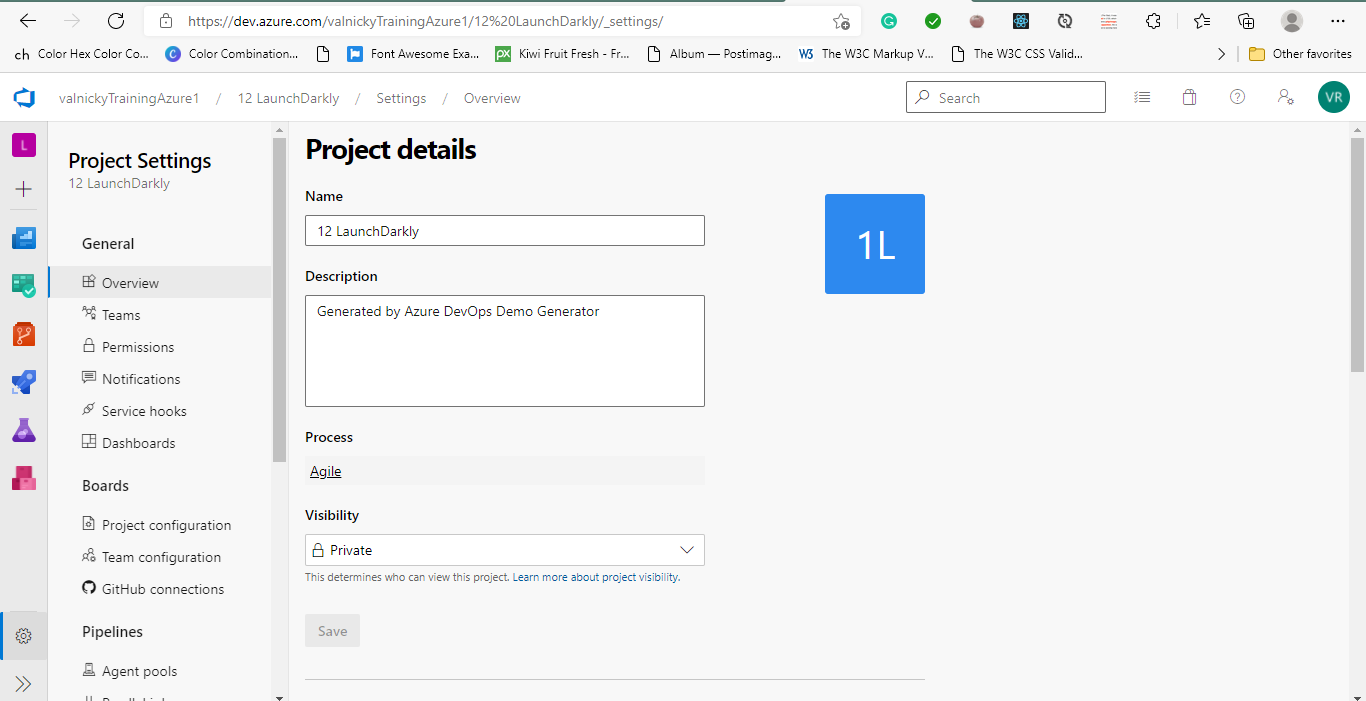 https://dev.azure.com/valnickyTrainingAzure1/12%20LaunchDarkly/_settings/
ch Color Hex Color Co...
C Color Combination...
Font Awesome Exa...
px Kiwi Fruit Fresh - Fr...
Album — Postimag...
W3 The W3C Markup V...
The W3C CSS Valid...
Other favorites
valnickyTrainingAzure1 / 12 LaunchDarkly / Settings / Overview
Search
VR
L
Project Settings
12 LaunchDarkly
General
Overview
Teams
Permissions
Notifications
Service hooks
Dashboards
Boards
Project configuration
Team configuration
GitHub connections
Pipelines
Agent pools
Project details
Name
12 LaunchDarkly
1L
Description
Generated by Azure DevOps Demo Generator
Process
Agile
Visibility
Private
This determines who can view this project. Learn more about project visibility.
Save